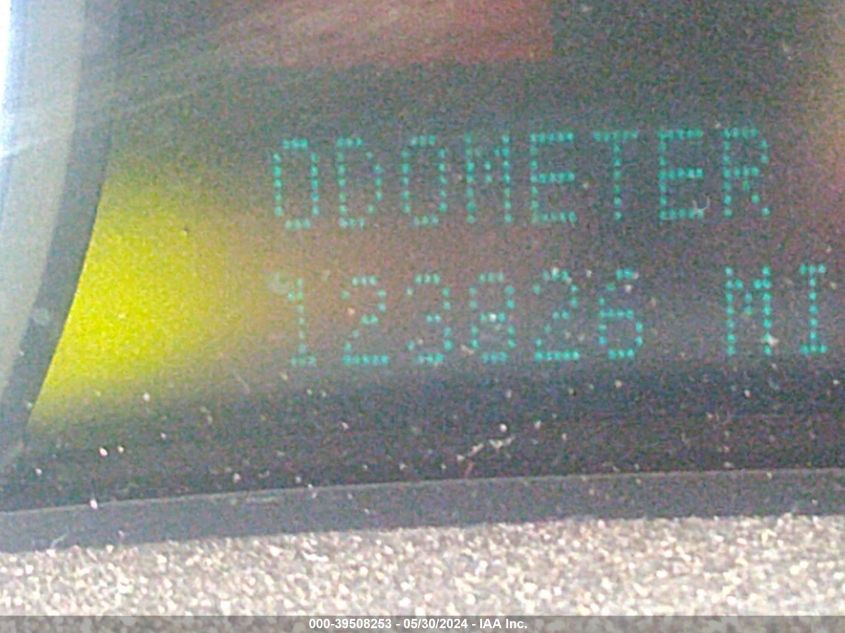 ODOMETER
123826 MI
000-39508253 - 05/30/2024 - IAA Inc.